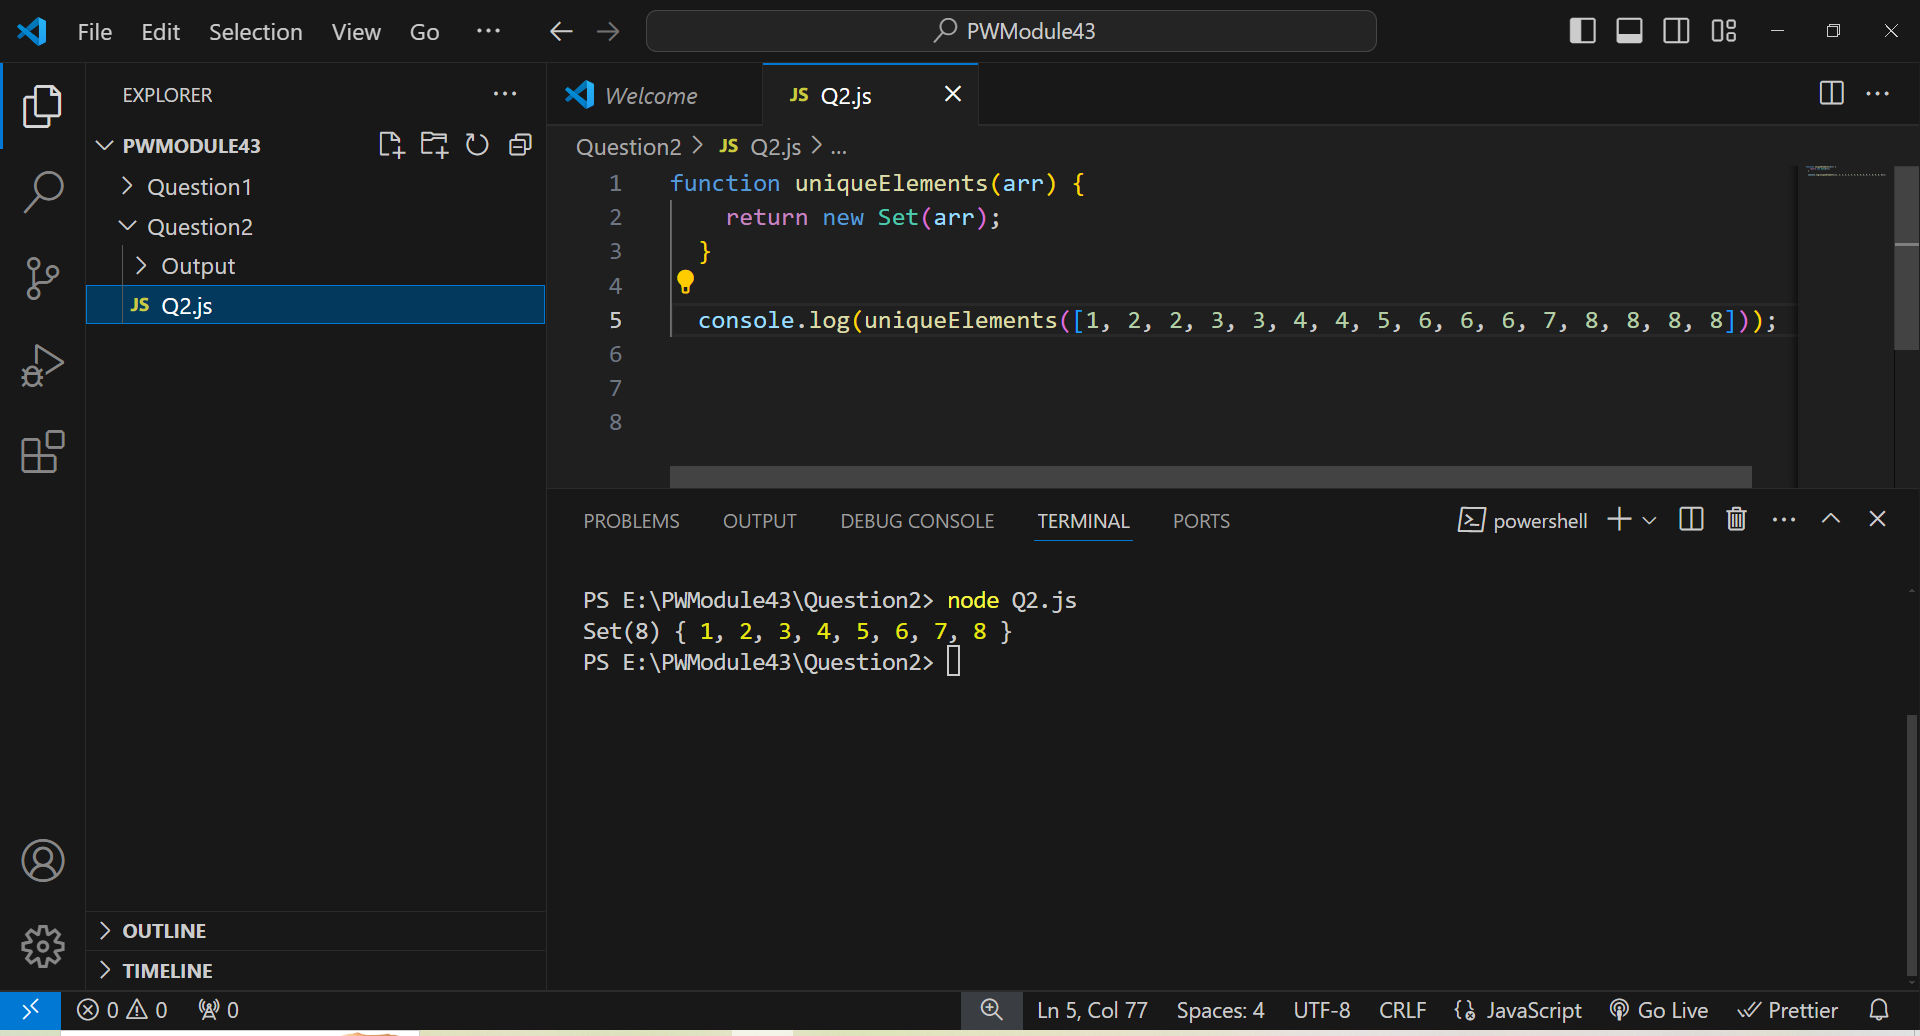 File Edit Selection View Go ··· PWModule43
EXPLORER ···
PWMODULE43
Question1
Question2
Output
JS Q2.js
OUTLINE
TIMELINE
Welcome JS Q2.js
Question2 > JS Q2.js > ...
1 function uniqueElements(arr) {
2 return new Set(arr);
3 }
4
5 console.log(uniqueElements([1, 2, 2, 3, 3, 4, 4, 5, 6, 6, 6, 7, 8, 8, 8, 8]));
6
7
8
PROBLEMS OUTPUT DEBUG CONSOLE TERMINAL PORTS powershell
PS E:\PWModule43\Question2> node Q2.js
Set(8) { 1, 2, 3, 4, 5, 6, 7, 8 }
PS E:\PWModule43\Question2>
0 0 0 Ln 5, Col 77 Spaces: 4 UTF-8 CRLF JavaScript Go Live Prettier